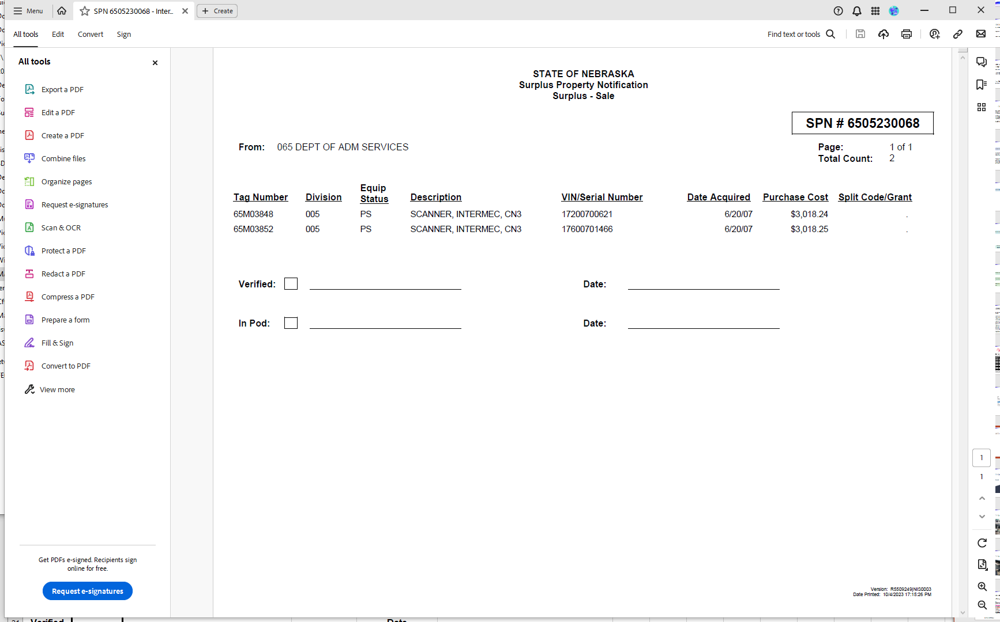 Menu
SPN 6505230068 - Inter...
Create
All tools
Edit
Convert
Sign
Find text or tools
All tools
Export a PDF
Edit a PDF
Create a PDF
Combine files
Organize pages
Request e-signatures
Scan & OCR
Protect a PDF
Redact a PDF
Compress a PDF
Prepare a form
Fill & Sign
Convert to PDF
View more
Get PDFs e-signed. Recipients sign
online for free.
Request e-signatures
STATE OF NEBRASKA
Surplus Property Notification
Surplus - Sale
SPN # 6505230068
From: 065 DEPT OF ADM SERVICES
Page: 1 of 1
Total Count: 2
Tag Number Division Equip Status Description VIN/Serial Number Date Acquired Purchase Cost Split Code/Grant
65M03848 005 PS SCANNER, INTERMEC, CN3 17200700621 6/20/07 $3,018.24 .
65M03852 005 PS SCANNER, INTERMEC, CN3 17600701466 6/20/07 $3,018.25 .
Verified: Date:
In Pod: Date:
Version: R5509249|NIS0003
Date Printed: 10/4/2023 17:15:26 PM
1
1